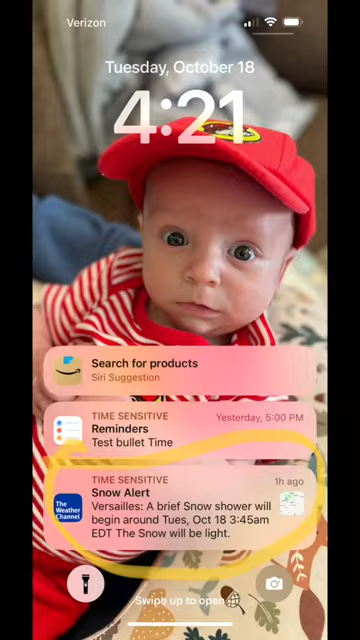 Verizon
Tuesday, October 18
4:21
Search for products
Siri Suggestion
TIME SENSITIVE
Yesterday, 5:00 PM
Reminders
Test bullet Time
TIME SENSITIVE
1h ago
Snow Alert
The
Weather
Channel
Versailles: A brief Snow shower will
begin around Tues, Oct 18 3:45am
EDT The Snow will be light.
Swipe up to open